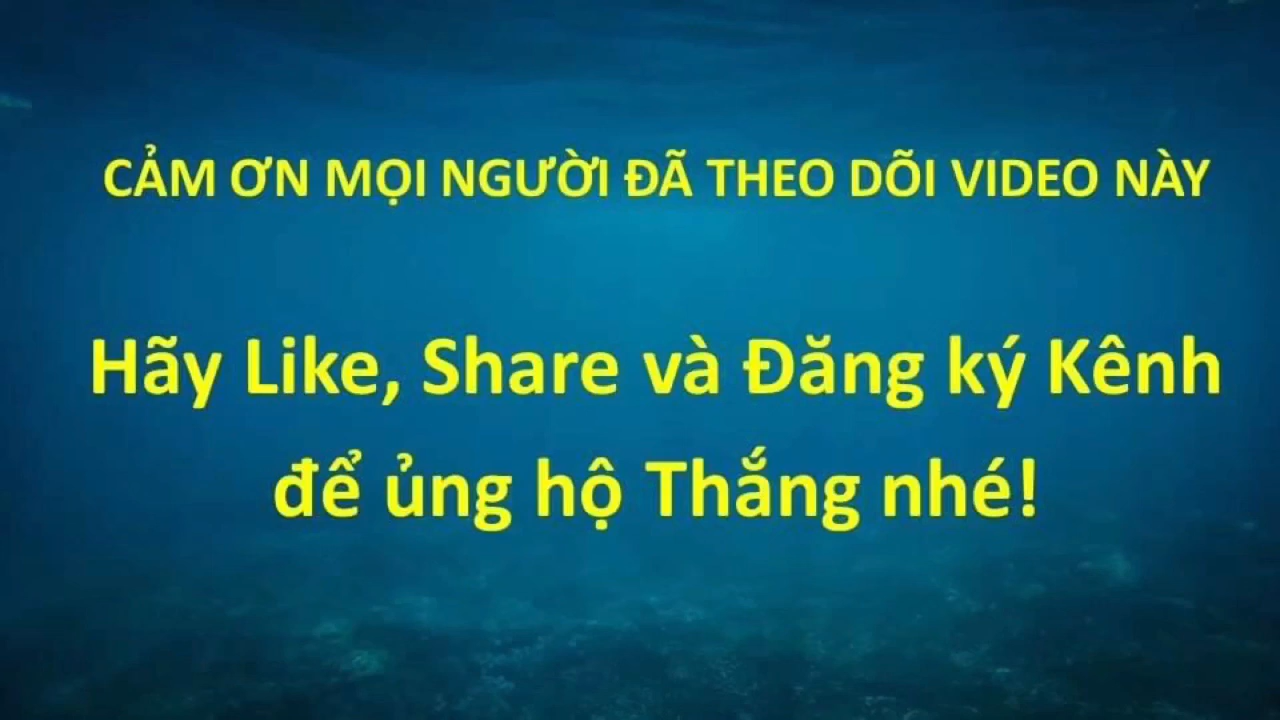 CẢM ƠN MỌI NGƯỜI ĐÃ THEO DÕI VIDEO NÀY
Hãy Like, Share và Đăng ký Kênh
để ủng hộ Thắng nhé!